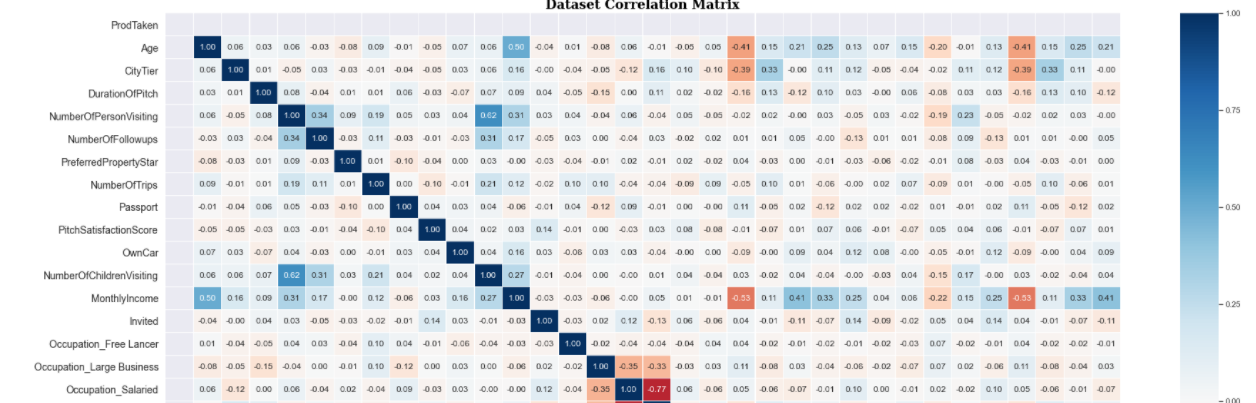 Dataset Correlation Matrix
ProdTaken
Age 1.00 0.06 0.03 0.06 -0.03 -0.08 0.09 -0.01 -0.05 0.07 0.06 0.50 -0.04 0.01 -0.08 0.06 -0.01 -0.05 0.05 -0.41 0.15 0.21 0.25 0.13 0.07 0.15 -0.20 -0.01 0.13 -0.41 0.15 0.25 0.21
CityTier 0.06 1.00 0.01 -0.05 0.03 -0.03 -0.01 -0.04 -0.05 0.03 0.06 0.16 -0.00 -0.04 -0.05 -0.12 0.16 0.10 -0.10 -0.39 0.33 -0.00 0.11 0.12 -0.05 -0.04 -0.02 0.11 0.12 -0.39 0.33 0.11 -0.00
DurationOfPitch 0.03 0.01 1.00 0.08 -0.04 0.01 0.01 0.06 -0.03 -0.07 0.07 0.09 0.04 -0.05 -0.15 0.00 0.11 0.02 -0.02 -0.16 0.13 -0.12 0.10 0.03 -0.00 -0.05 -0.08 0.03 -0.03 -0.16 0.13 0.10 -0.12
NumberOfPersonVisiting 0.06 -0.05 0.08 1.00 0.34 0.09 0.19 0.05 -0.01 0.04 0.62 0.31 0.03 0.04 -0.04 0.06 -0.04 0.05 -0.05 -0.02 0.02 -0.00 0.03 -0.05 0.03 -0.02 -0.19 0.23 -0.05 -0.02 0.02 0.03 -0.00
NumberOfFollowups -0.03 0.03 -0.04 0.34 1.00 -0.03 0.11 -0.03 -0.01 -0.03 0.31 0.17 -0.05 0.03 0.00 -0.04 0.03 -0.02 0.02 0.01 0.01 0.05 -0.00 -0.13 0.01 0.01 -0.08 0.09 -0.13 0.01 0.01 -0.00 0.05
PreferredPropertyStar -0.08 -0.03 0.01 0.09 -0.03 1.00 0.01 -0.10 -0.04 0.00 0.03 -0.00 -0.03 -0.04 -0.01 0.02 -0.01 -0.02 0.02 -0.04 -0.03 0.00 -0.01 -0.03 -0.06 -0.02 -0.01 0.08 -0.03 0.04 -0.03 -0.01 0.00
NumberOfTrips 0.09 -0.01 0.01 0.19 0.11 0.01 1.00 0.00 -0.10 -0.01 0.21 0.12 -0.02 0.10 0.10 -0.04 -0.04 -0.09 0.09 -0.05 0.10 0.01 -0.06 -0.00 0.02 0.07 -0.09 0.01 -0.00 -0.05 0.10 -0.06 0.01
Passport -0.01 -0.04 0.06 0.05 -0.03 -0.10 0.00 1.00 0.04 0.03 0.04 -0.06 -0.01 0.04 -0.12 0.09 -0.01 0.00 -0.00 0.11 -0.05 0.02 -0.12 0.02 0.02 -0.02 0.01 -0.01 0.02 0.11 -0.05 -0.12 0.02
PitchSatisfactionScore -0.05 -0.05 -0.03 -0.01 -0.01 -0.04 -0.10 0.04 1.00 0.04 0.02 0.03 0.14 -0.01 0.00 -0.03 0.03 0.08 -0.08 -0.01 -0.07 0.01 0.07 0.06 -0.01 -0.07 0.05 0.04 0.06 -0.01 -0.07 0.07 0.01
OwnCar 0.07 0.03 -0.07 0.04 -0.03 0.00 -0.01 0.03 0.04 1.00 0.04 0.16 0.03 -0.06 0.03 -0.03 0.02 -0.00 0.00 -0.09 -0.00 0.09 0.04 0.12 0.08 -0.00 -0.05 -0.01 0.12 -0.09 -0.00 0.04 0.09
NumberOfChildrenVisiting 0.06 0.06 0.07 0.62 0.31 0.03 0.21 0.04 0.02 0.04 1.00 0.27 -0.01 -0.04 0.00 -0.00 -0.00 0.01 0.04 -0.04 0.03 -0.02 0.04 -0.04 -0.00 -0.03 0.04 -0.15 0.17 -0.00 0.03 -0.02 -0.04 0.04
MonthlyIncome 0.50 0.16 0.09 0.31 0.17 -0.00 0.12 -0.06 0.03 0.16 0.27 1.00 -0.03 -0.03 -0.06 -0.00 0.05 0.01 -0.01 -0.53 0.11 0.41 0.33 0.25 0.04 0.06 -0.22 0.15 0.25 -0.53 0.11 0.33 0.41
Invited -0.04 -0.00 0.04 0.03 -0.05 -0.03 -0.02 -0.01 0.14 0.03 -0.01 -0.03 1.00 -0.03 0.02 0.12 -0.13 0.06 -0.06 0.04 -0.01 -0.11 -0.07 0.14 -0.09 -0.02 0.05 0.04 0.14 0.04 -0.01 -0.07 -0.11
Occupation_Free Lancer 0.01 -0.04 -0.05 0.04 0.03 -0.04 0.10 0.04 -0.01 -0.06 -0.04 -0.03 -0.03 1.00 -0.02 -0.04 -0.04 -0.04 0.04 -0.02 -0.01 -0.02 -0.01 -0.02 -0.01 -0.03 0.07 -0.02 -0.02 0.02 -0.01 -0.01 0.02
Occupation_Large Business -0.08 -0.05 -0.15 -0.04 0.00 -0.01 0.10 -0.12 0.00 0.03 0.00 -0.06 0.02 -0.02 1.00 -0.35 -0.33 -0.03 0.03 0.11 -0.08 0.03 -0.04 -0.06 -0.02 0.07 0.02 -0.06 0.11 -0.08 -0.04 0.03
Occupation_Salaried 0.06 -0.12 0.00 0.06 -0.04 0.02 -0.04 0.09 -0.03 -0.03 -0.00 -0.00 0.12 -0.04 -0.35 1.00 -0.77 0.06 -0.06 0.05 -0.06 -0.07 -0.01 0.10 0.00 -0.01 0.02 -0.02 0.10 0.05 -0.06 -0.01 -0.07
1.00
0.75
0.50
0.25
0.00